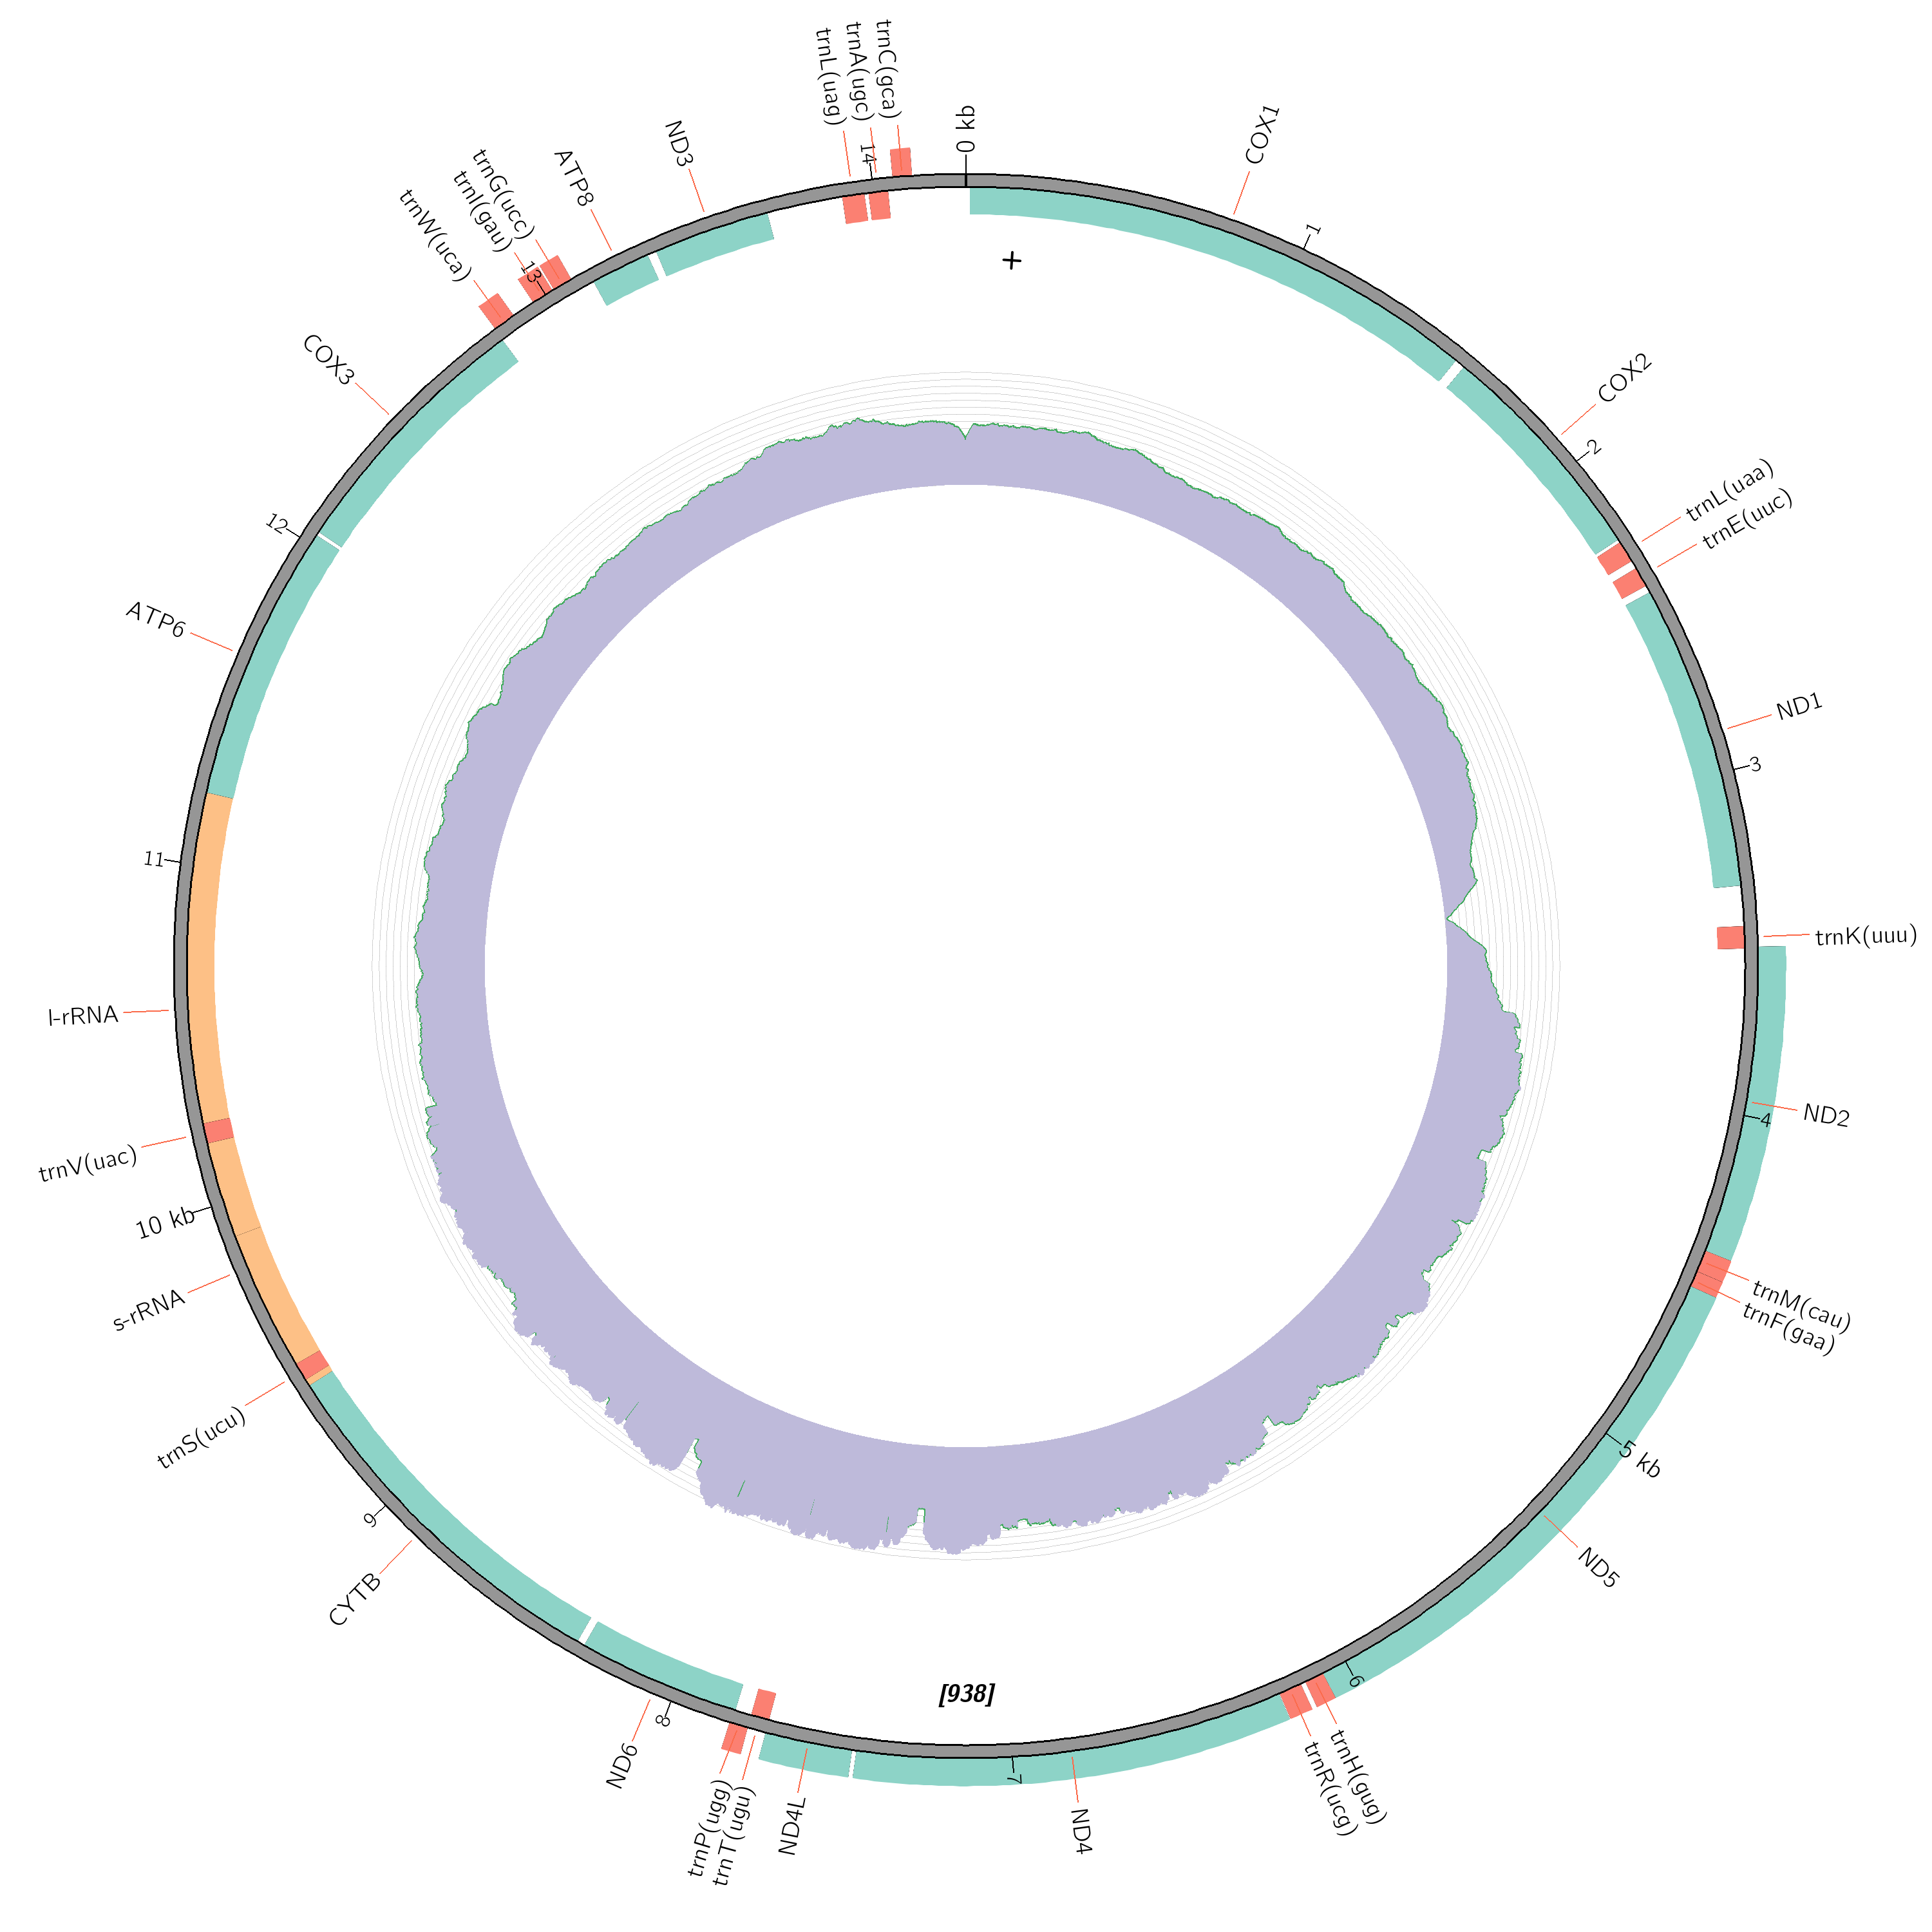 0 kb
COX1
1
COX2
2
trnL(uaa)
trnE(uuc)
ND1
3
trnK(uuu)
ND2
4
trnM(cau)
trnF(gaa)
5 kb
ND5
6
trnH(gug)
trnR(ucg)
ND4
7
ND4L
trnT(ugu)
trnP(ugg)
8
ND6
CYTB
9
trnS(ucu)
s-rRNA
10 kb
trnV(uac)
l-rRNA
11
ATP6
12
COX3
trnW(uca)
13
trnI(gau)
trnG(ucc)
ATP8
ND3
trnL(uag)
14
trnA(ugc)
trnC(gca)
+
[938]